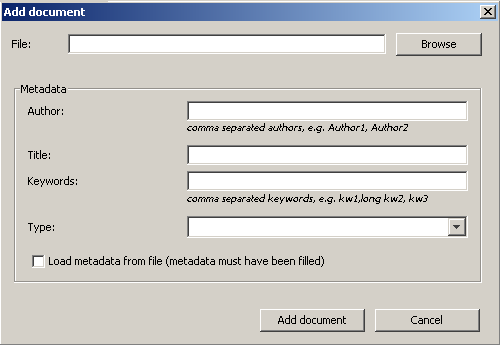 Add document
File:
Browse
Metadata
Author:
comma separated authors, e.g. Author1, Author2
Title:
Keywords:
comma separated keywords, e.g. kw1,long kw2, kw3
Type:
Load metadata from file (metadata must have been filled)
Add document
Cancel